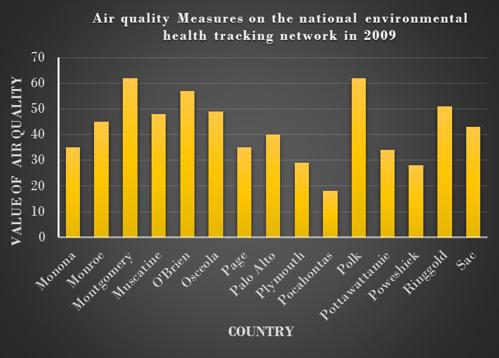 Air quality Measures on the national environmental
health tracking network in 2009
VALUE OF AIR QUALITY
70
60
50
40
30
20
10
0
Monona
Monroe
Montgomery
Muscatine
O'Brien
Osceola
Page
Palo Alto
Plymouth
Pocahontas
Polk
Pottawattamie
Poweshiek
Ringgold
Sac
COUNTRY